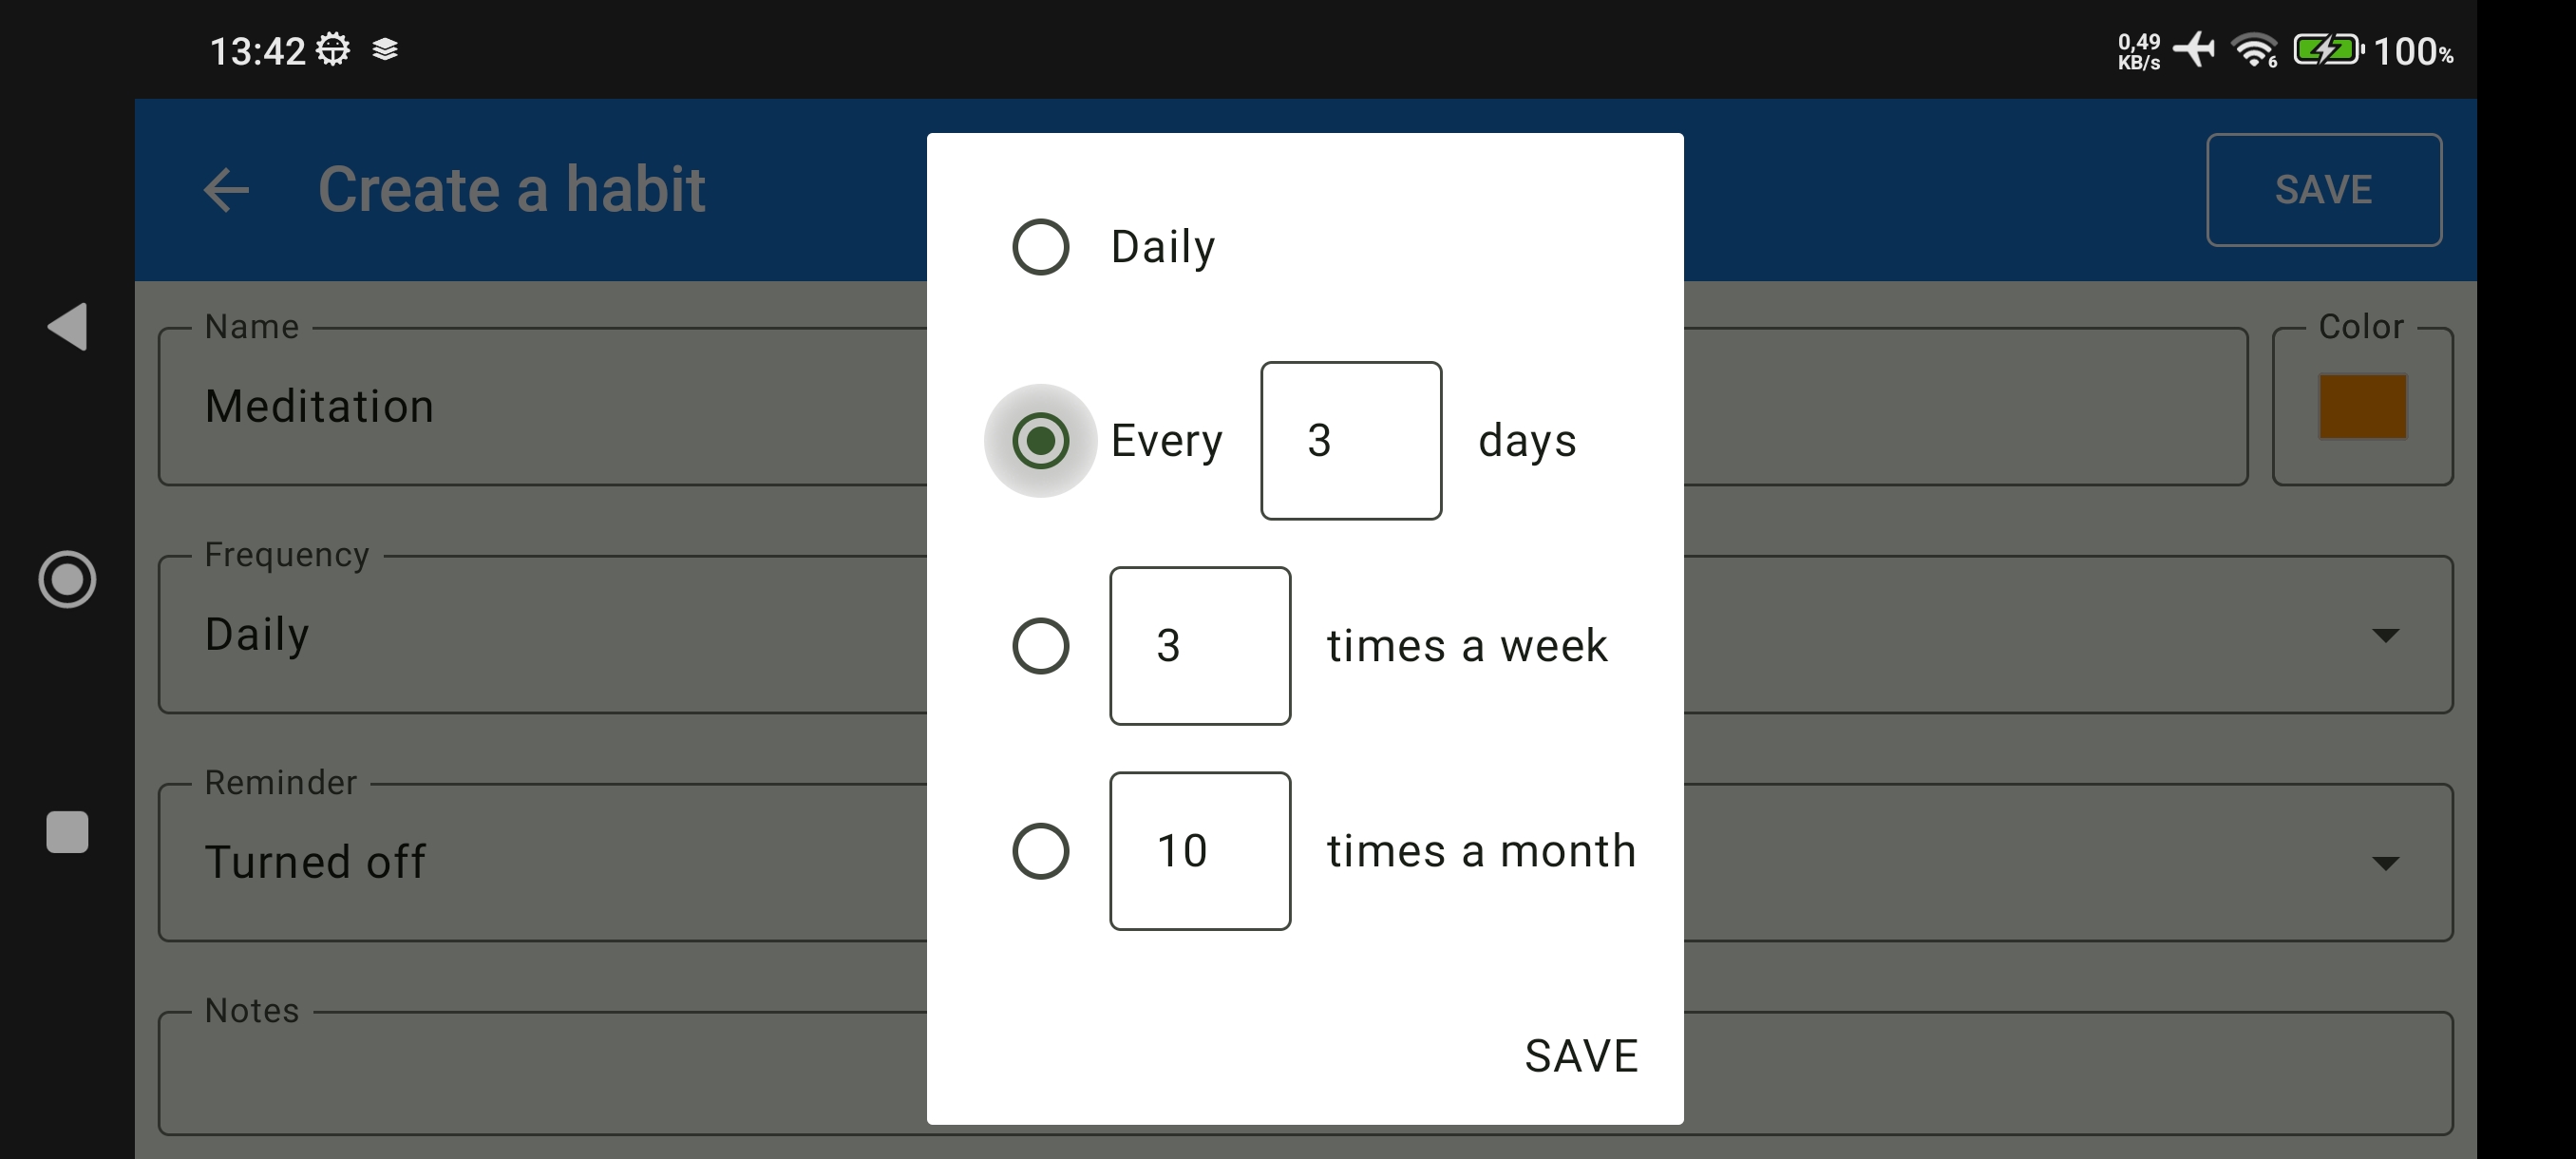 13:42
0,49
KB/s
6
100%
Create a habit
SAVE
Name
Meditation
Color
Frequency
Daily
Reminder
Turned off
Notes
Daily
Every 3 days
3 times a week
10 times a month
SAVE